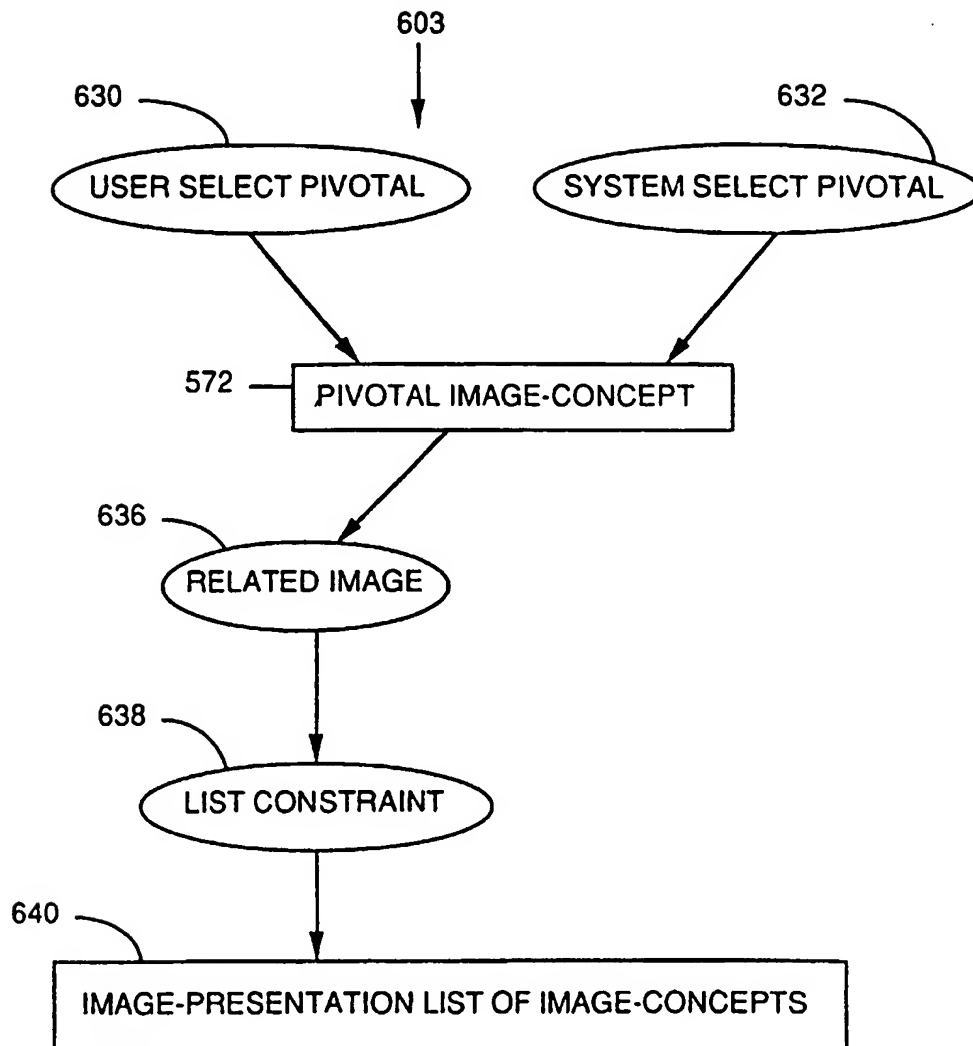 603
630
632
USER SELECT PIVOTAL
SYSTEM SELECT PIVOTAL
572
PIVOTAL IMAGE-CONCEPT
636
RELATED IMAGE
638
LIST CONSTRAINT
640
IMAGE-PRESENTATION LIST OF IMAGE-CONCEPTS